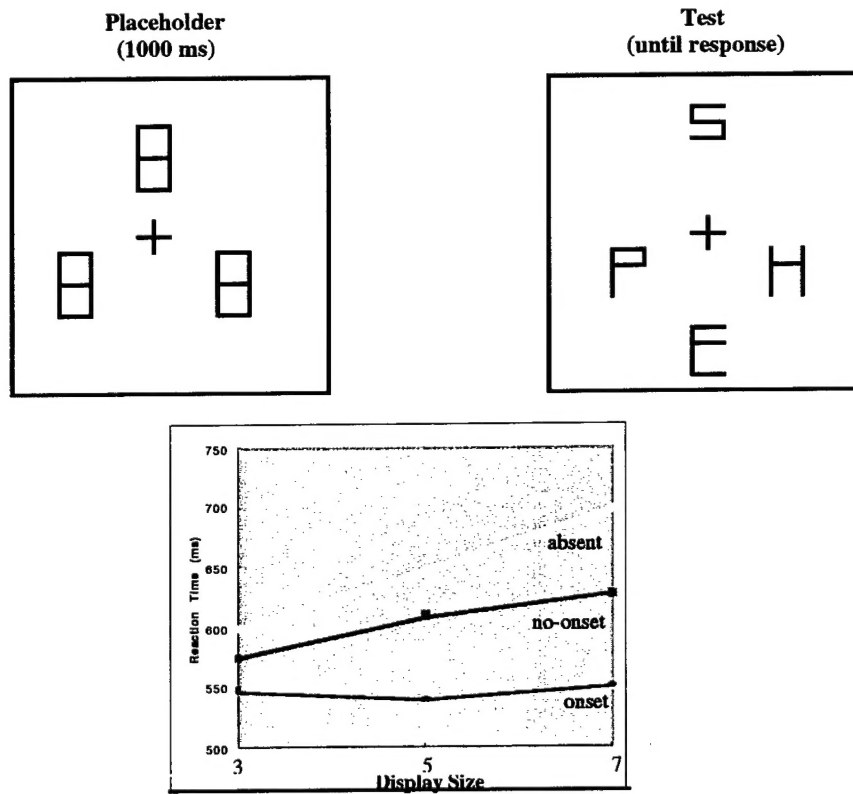 Placeholder
(1000 ms)
Test
(until response)
S
P H
E
750
700
650
600
550
500
Reaction Time (ms)
absent
no-onset
onset
3 5 7
Display Size